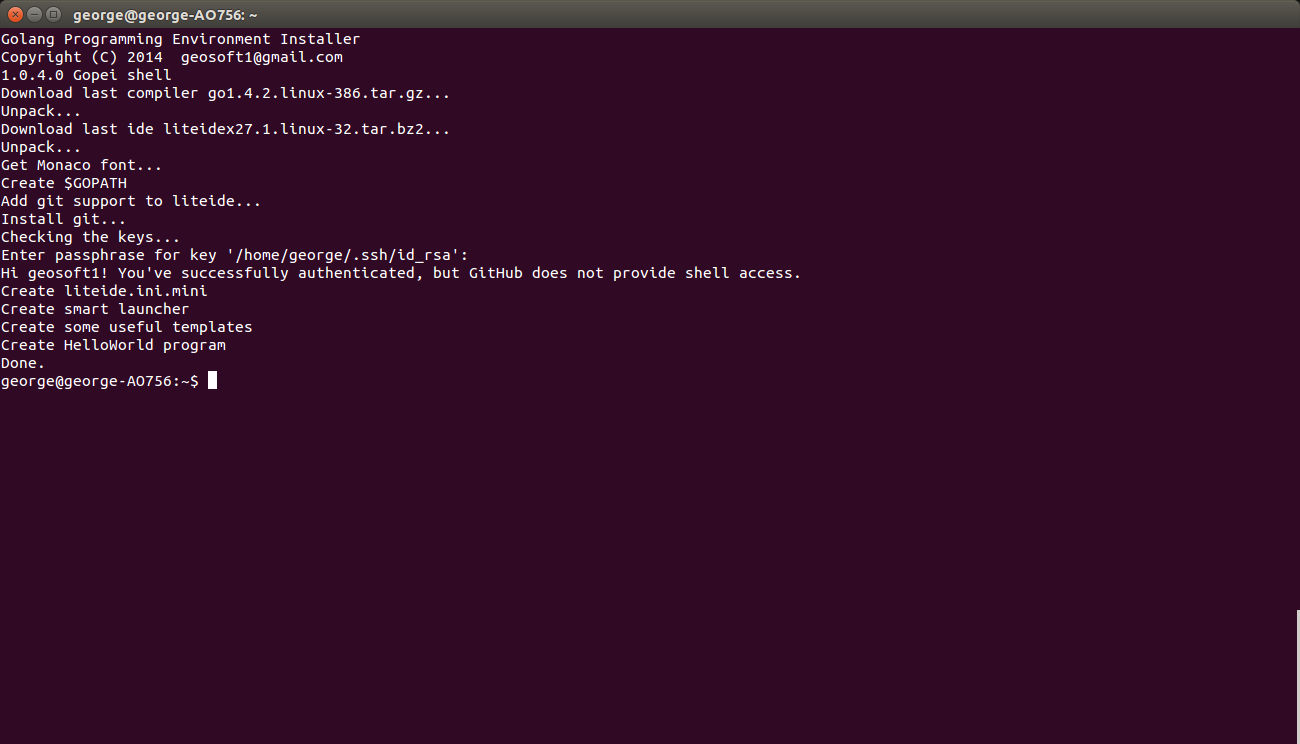 george@george-AO756: ~
Golang Programming Environment Installer
Copyright (C) 2014  geosoft1@gmail.com
1.0.4.0 Gopei shell
Download last compiler go1.4.2.linux-386.tar.gz...
Unpack...
Download last ide liteidex27.1.linux-32.tar.bz2...
Unpack...
Get Monaco font...
Create $GOPATH
Add git support to liteide...
Install git...
Checking the keys...
Enter passphrase for key '/home/george/.ssh/id_rsa':
Hi geosoft1! You've successfully authenticated, but GitHub does not provide shell access.
Create liteide.ini.mini
Create smart launcher
Create some useful templates
Create HelloWorld program
Done.
george@george-AO756:~$